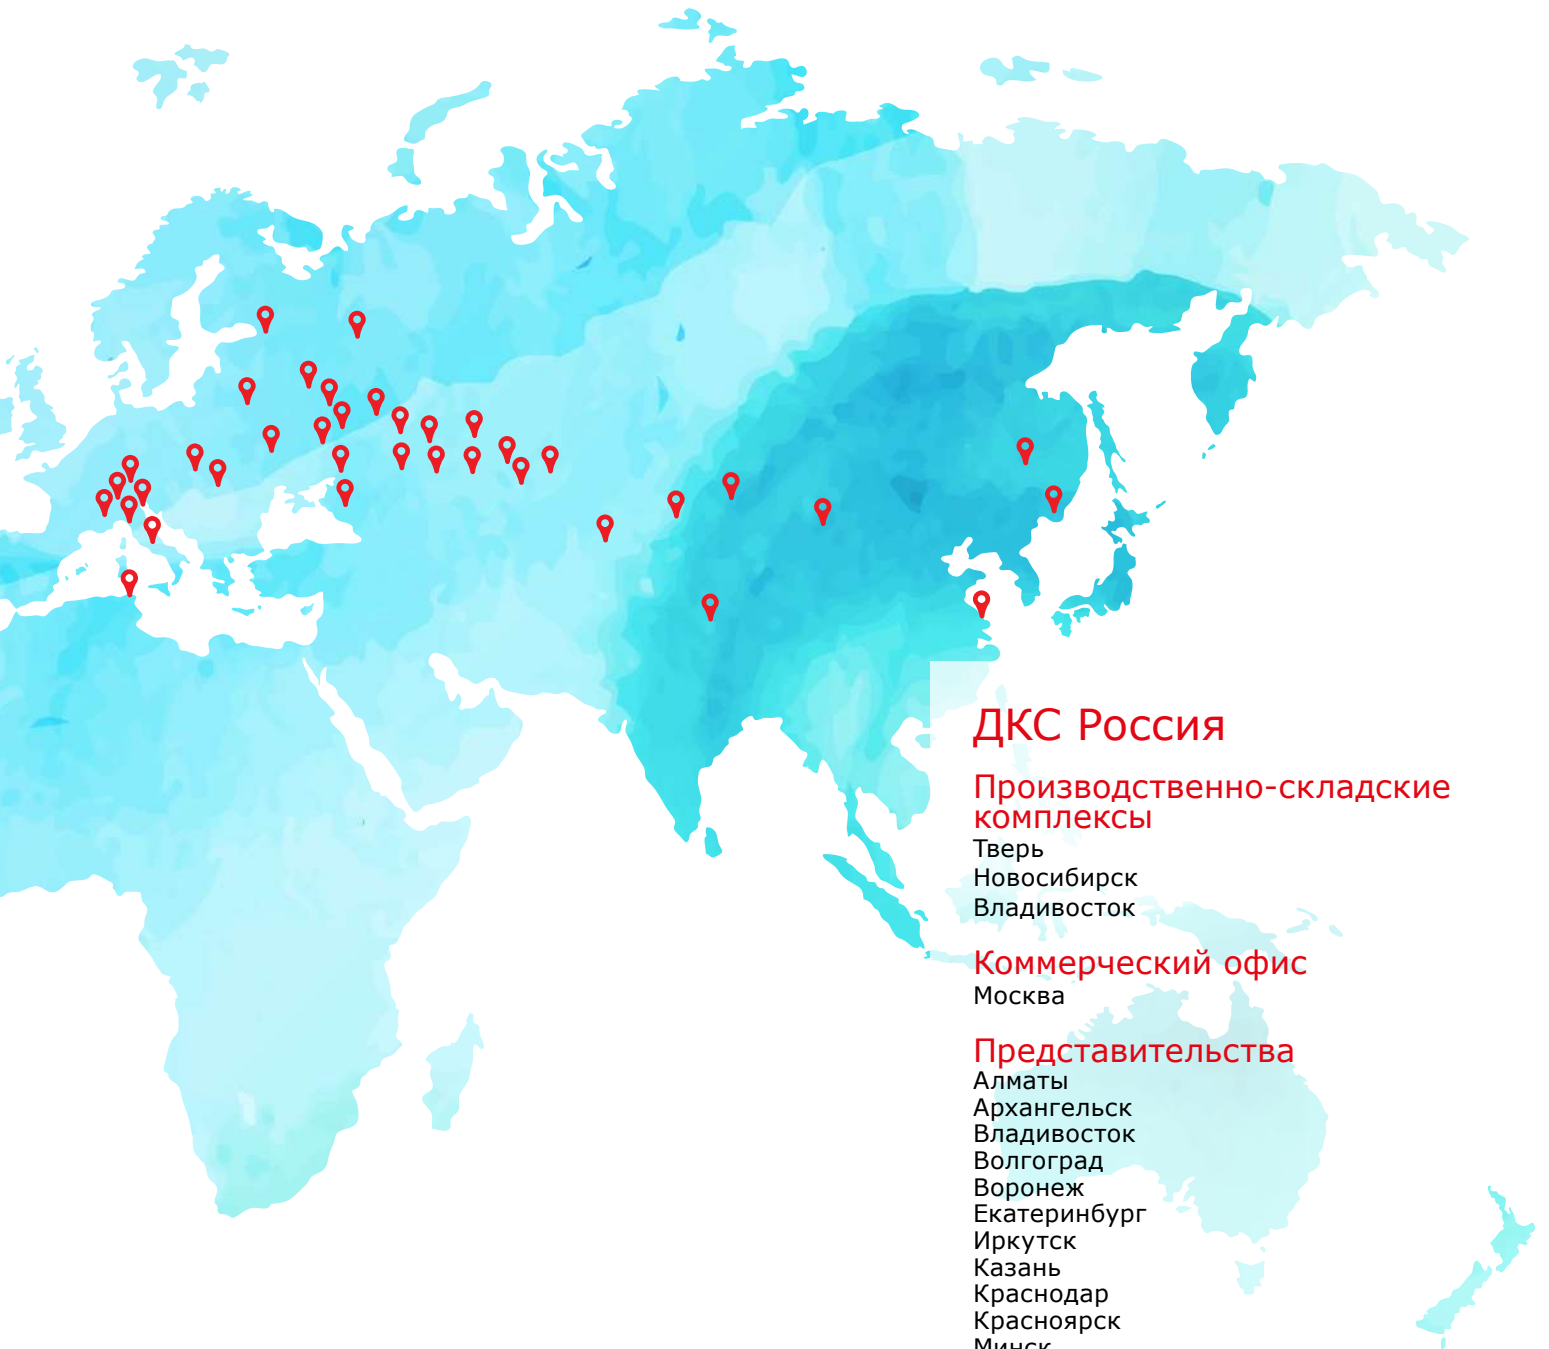 ДКС Россия
Производственно-складские
комплексы
Тверь
Новосибирск
Владивосток
Коммерческий офис
Москва
Представительства
Алматы
Архангельск
Владивосток
Волгоград
Воронеж
Екатеринбург
Иркутск
Казань
Краснодар
Красноярск
Минск